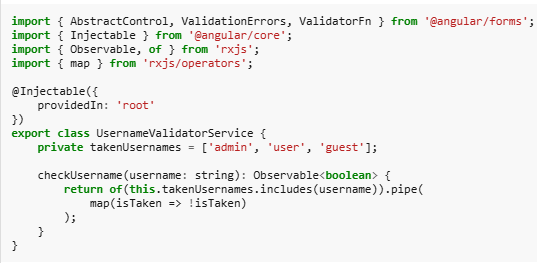 import { AbstractControl, ValidationErrors, ValidatorFn } from '@angular/forms';
import { Injectable } from '@angular/core';
import { Observable, of } from 'rxjs';
import { map } from 'rxjs/operators';

@Injectable({
    providedIn: 'root'
})
export class UsernameValidatorService {
    private takenUsernames = ['admin', 'user', 'guest'];

    checkUsername(username: string): Observable<boolean> {
        return of(this.takenUsernames.includes(username)).pipe(
            map(isTaken => !isTaken)
        );
    }
}